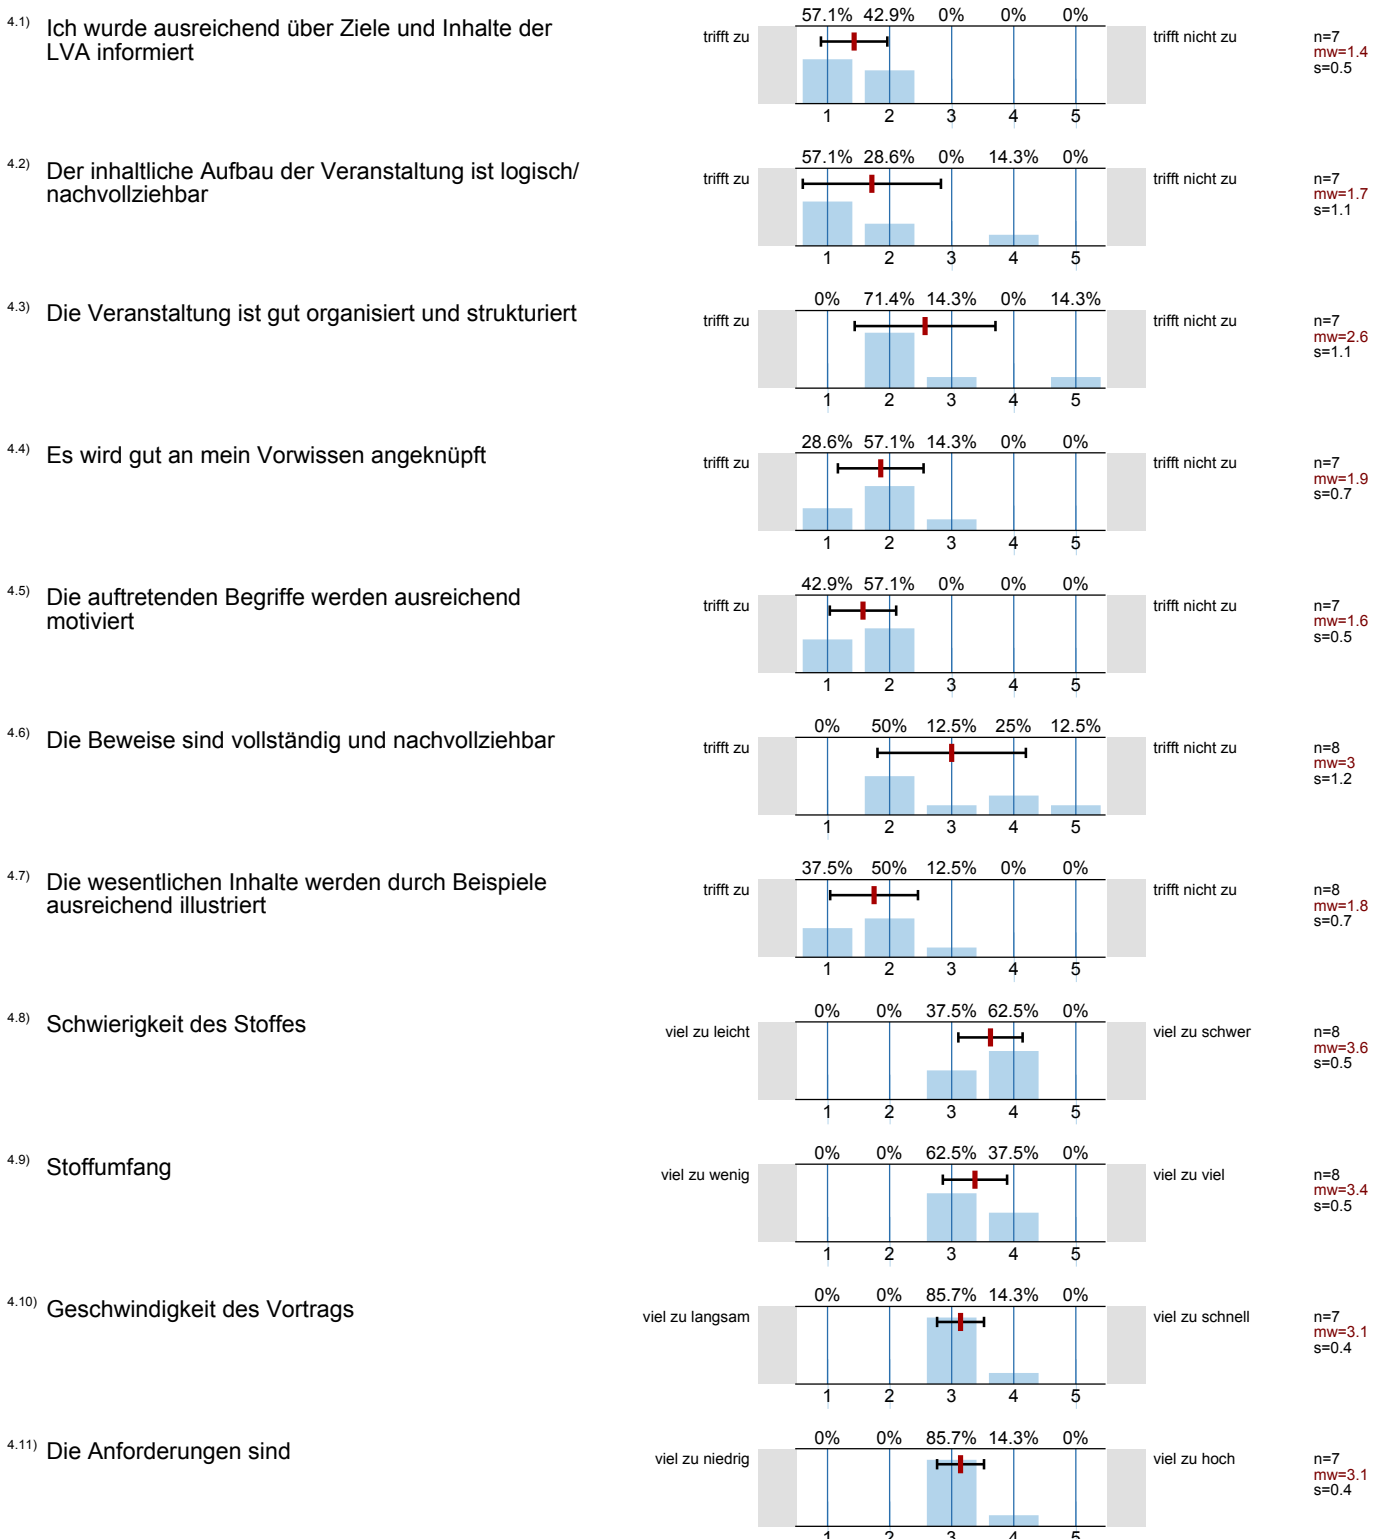 57.1% 42.9% 0% 0% 0%
4.1) Ich wurde ausreichend über Ziele und Inhalte der
LVA informiert
trifft zu
trifft nicht zu
n=7
mw=1.4
s=0.5
1 2 3 4 5
57.1% 28.6% 0% 14.3% 0%
4.2) Der inhaltliche Aufbau der Veranstaltung ist logisch/
nachvollziehbar
trifft zu
trifft nicht zu
n=7
mw=1.7
s=1.1
1 2 3 4 5
0% 71.4% 14.3% 0% 14.3%
4.3) Die Veranstaltung ist gut organisiert und strukturiert
trifft zu
trifft nicht zu
n=7
mw=2.6
s=1.1
1 2 3 4 5
28.6% 57.1% 14.3% 0% 0%
4.4) Es wird gut an mein Vorwissen angeknüpft
trifft zu
trifft nicht zu
n=7
mw=1.9
s=0.7
1 2 3 4 5
42.9% 57.1% 0% 0% 0%
4.5) Die auftretenden Begriffe werden ausreichend
motiviert
trifft zu
trifft nicht zu
n=7
mw=1.6
s=0.5
1 2 3 4 5
0% 50% 12.5% 25% 12.5%
4.6) Die Beweise sind vollständig und nachvollziehbar
trifft zu
trifft nicht zu
n=8
mw=3
s=1.2
1 2 3 4 5
37.5% 50% 12.5% 0% 0%
4.7) Die wesentlichen Inhalte werden durch Beispiele
ausreichend illustriert
trifft zu
trifft nicht zu
n=8
mw=1.8
s=0.7
1 2 3 4 5
0% 0% 37.5% 62.5% 0%
4.8) Schwierigkeit des Stoffes
viel zu leicht
viel zu schwer
n=8
mw=3.6
s=0.5
1 2 3 4 5
0% 0% 62.5% 37.5% 0%
4.9) Stoffumfang
viel zu wenig
viel zu viel
n=8
mw=3.4
s=0.5
1 2 3 4 5
0% 0% 85.7% 14.3% 0%
4.10) Geschwindigkeit des Vortrags
viel zu langsam
viel zu schnell
n=7
mw=3.1
s=0.4
1 2 3 4 5
0% 0% 85.7% 14.3% 0%
4.11) Die Anforderungen sind
viel zu niedrig
viel zu hoch
n=7
mw=3.1
s=0.4
1 2 3 4 5